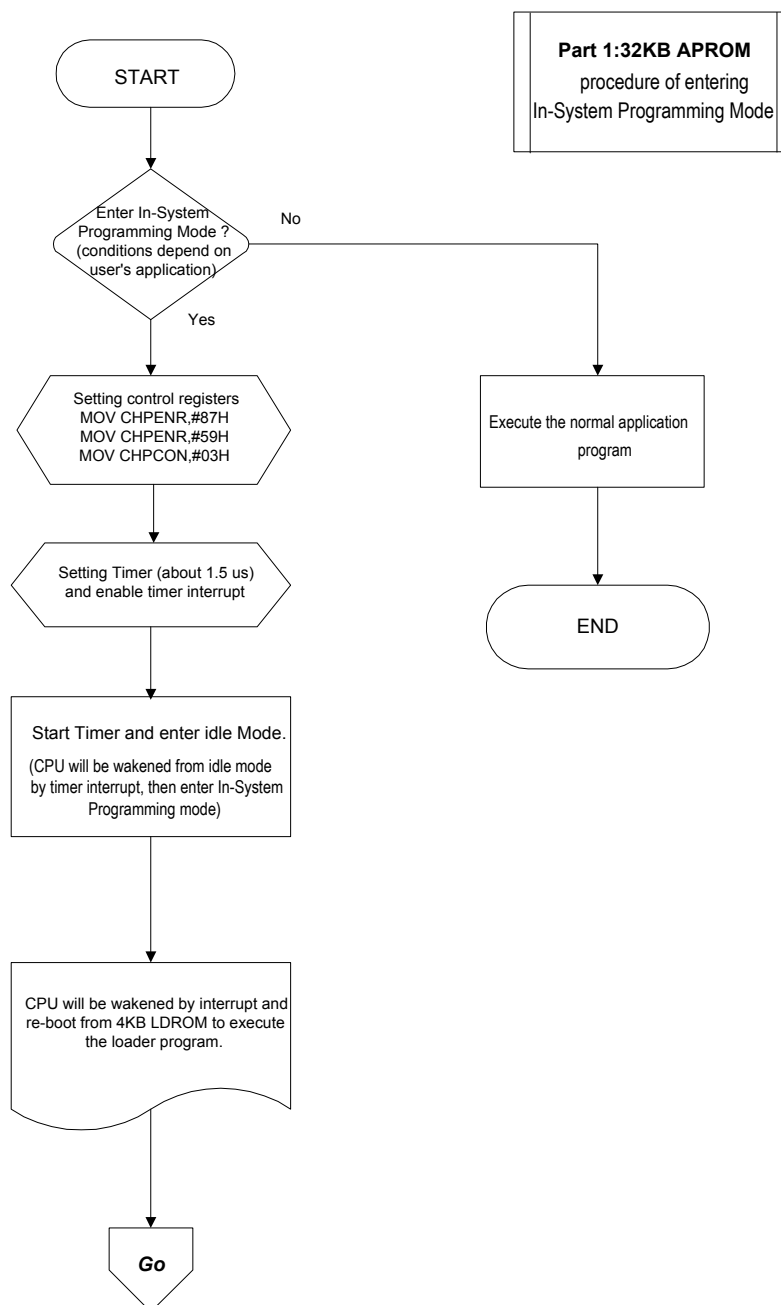 Part 1:32KB APROM
procedure of entering
In-System Programming Mode
START
Enter In-System
Programming Mode ?
(conditions depend on
user's application)
No
Yes
Setting control registers
MOV CHPENR,#87H
MOV CHPENR,#59H
MOV CHPCON,#03H
Execute the normal application
program
Setting Timer (about 1.5 us)
and enable timer interrupt
END
Start Timer and enter idle Mode.
(CPU will be wakened from idle mode
by timer interrupt, then enter In-System
Programming mode)
CPU will be wakened by interrupt and
re-boot from 4KB LDROM to execute
the loader program.
Go